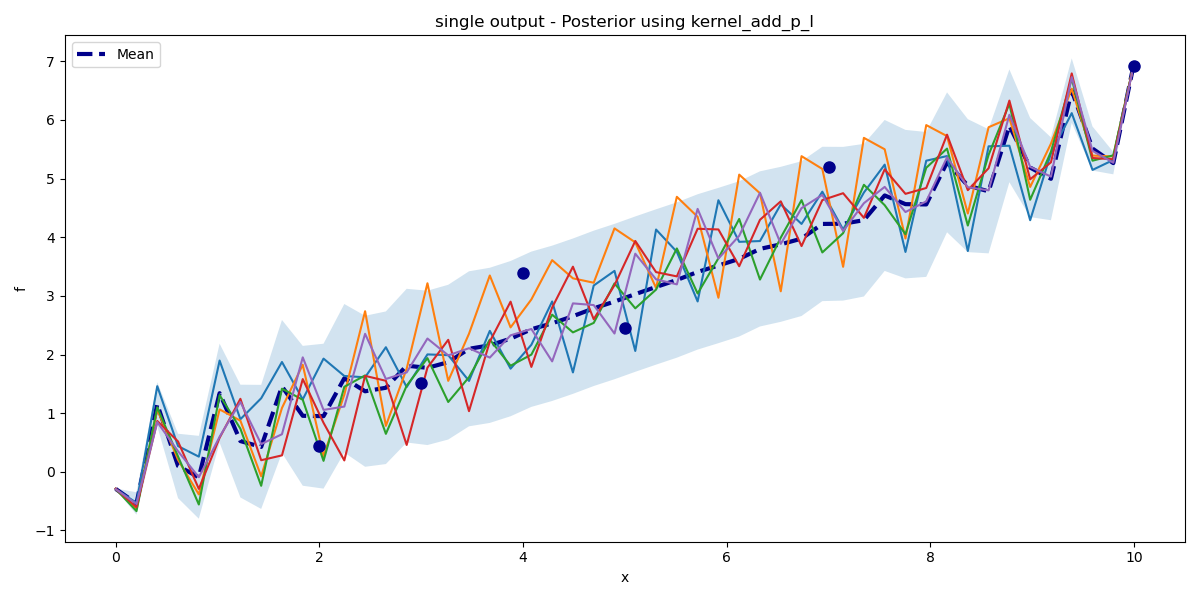 single output - Posterior using kernel_add_p_l
Mean
f
7
6
5
4
3
2
1
0
−1
0 2 4 6 8 10
x